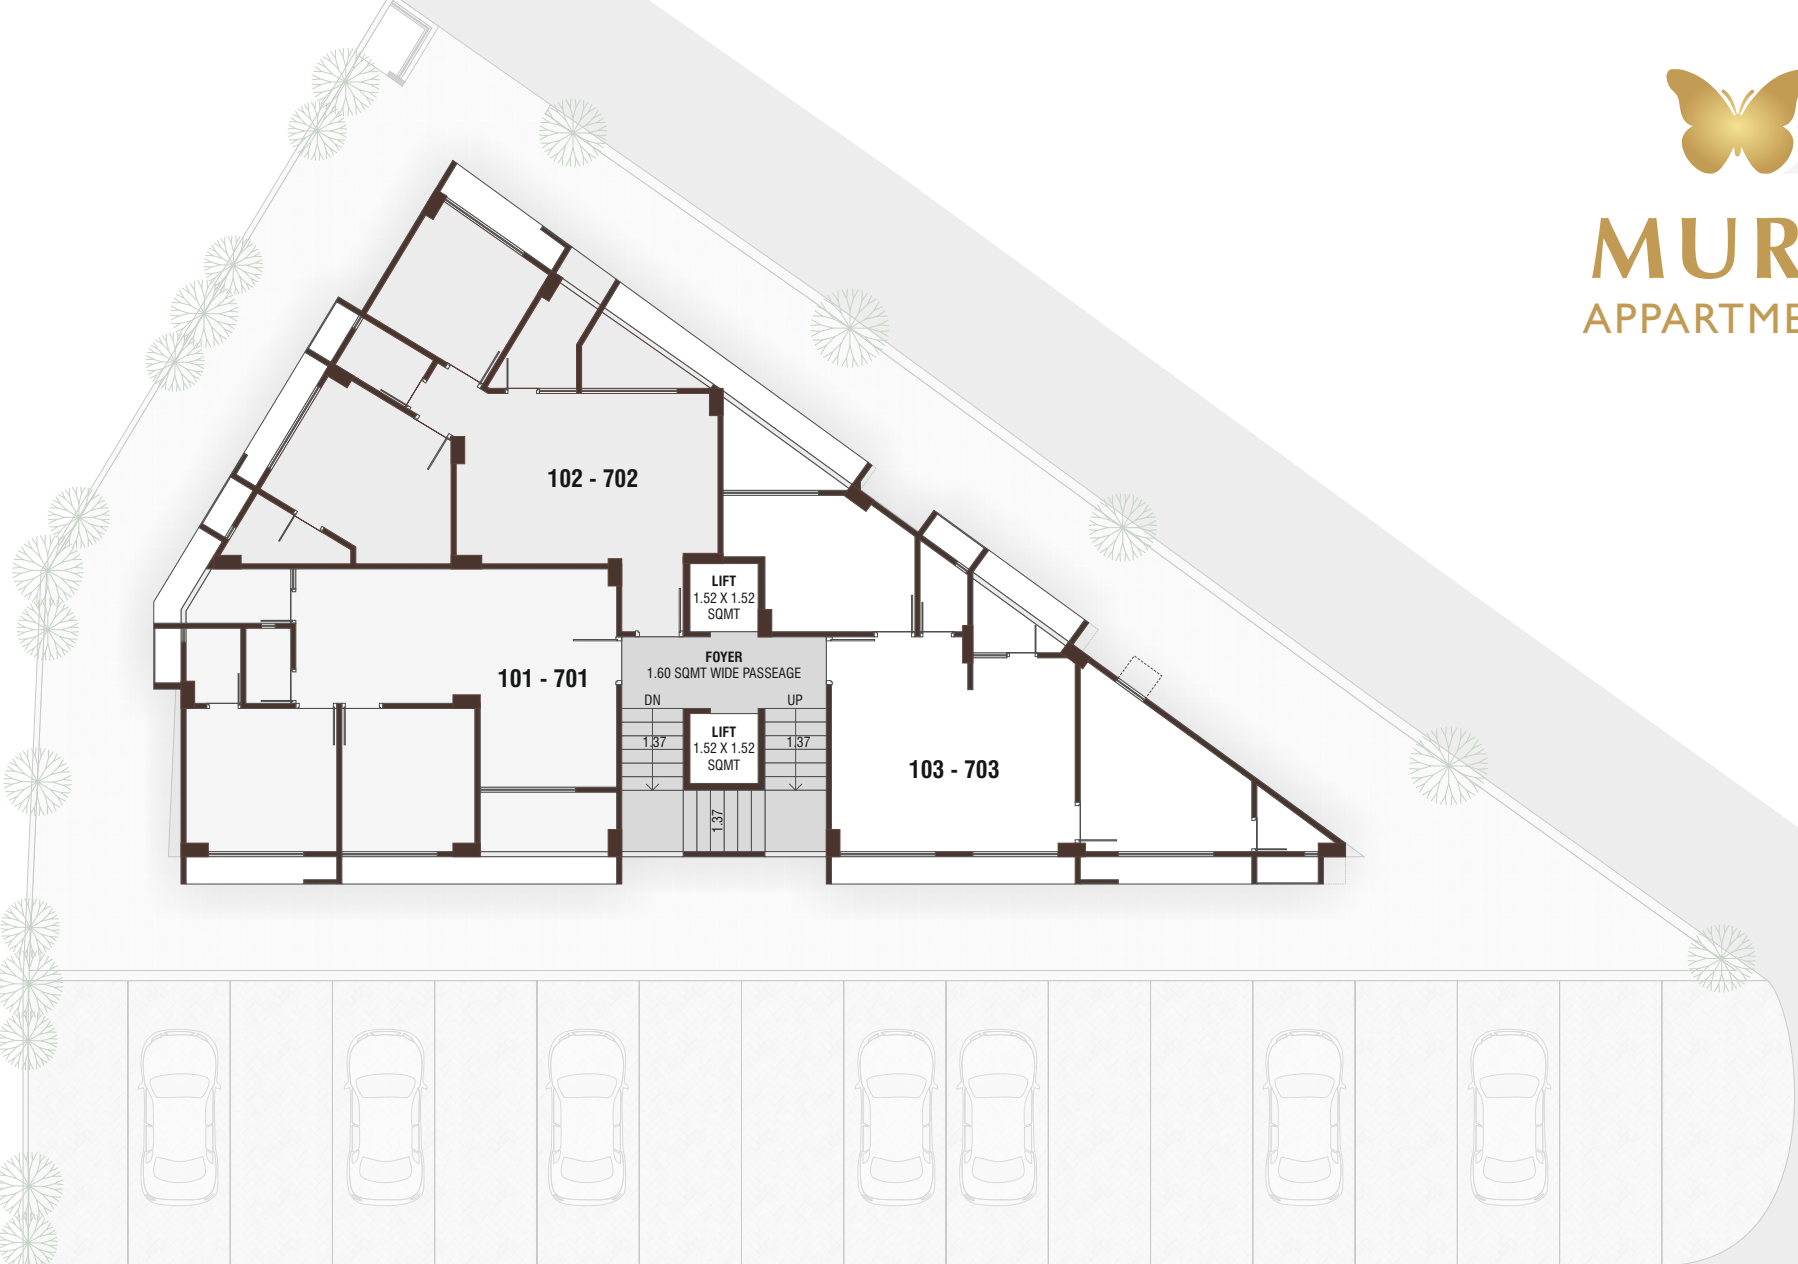 MUR
APPARTME
102 - 702
LIFT
1.52 X 1.52
SQMT
FOYER
1.60 SQMT WIDE PASSEAGE
101 - 701
DN
UP
LIFT
1.52 X 1.52
SQMT
1.37
1.37
103 - 703
1.37